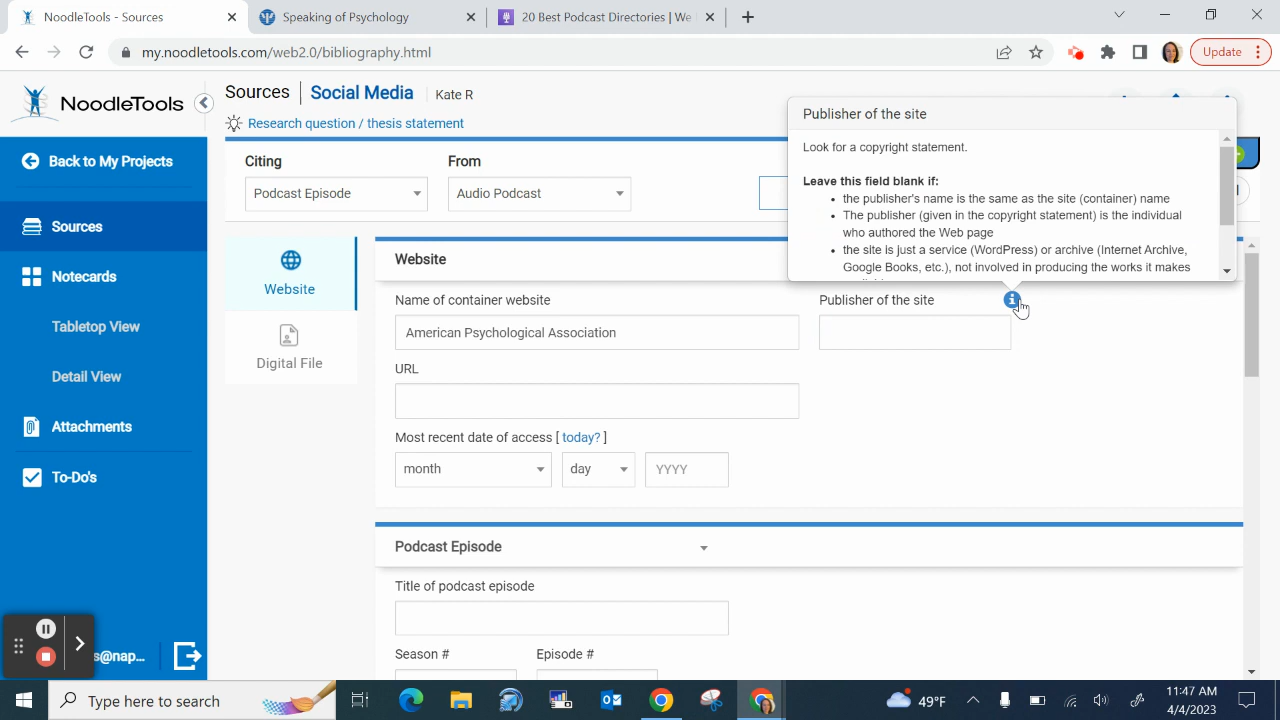 NoodleTools - Sources
Speaking of Psychology
20 Best Podcast Directories | We
my.noodletools.com/web2.0/bibliography.html
Update
NoodleTools
Sources
Social Media
Kate R
Research question / thesis statement
Back to My Projects
Sources
Notecards
Tabletop View
Detail View
Attachments
To-Do's
s@nap...
Citing
From
Podcast Episode
Audio Podcast
Publisher of the site
Look for a copyright statement.
Leave this field blank if:
• the publisher's name is the same as the site (container) name
• The publisher (given in the copyright statement) is the individual
who authored the Web page
• the site is just a service (WordPress) or archive (Internet Archive,
Google Books, etc.), not involved in producing the works it makes
Website
Digital File
Website
Name of container website
Publisher of the site
American Psychological Association
URL
Most recent date of access [ today? ]
month
day
YYYY
Podcast Episode
Title of podcast episode
Season #
Episode #
Type here to search
49°F
11:47 AM
4/4/2023